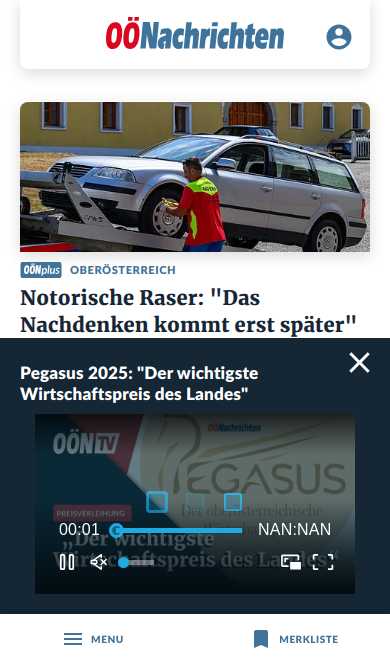 OÖNachrichten
OÖNplus OBERÖSTERREICH
Notorische Raser: "Das
Nachdenken kommt erst später"
Pegasus 2025: "Der wichtigste
Wirtschaftspreis des Landes"
OÖNachrichten
OÖN TV
PEGASUS
PREISVERLEIHUNG
Der oberösterreichische
00:01
NAN:NAN
„Der wichtigste
Wirtschaftspreis des Landes“
MENU
MERKLISTE